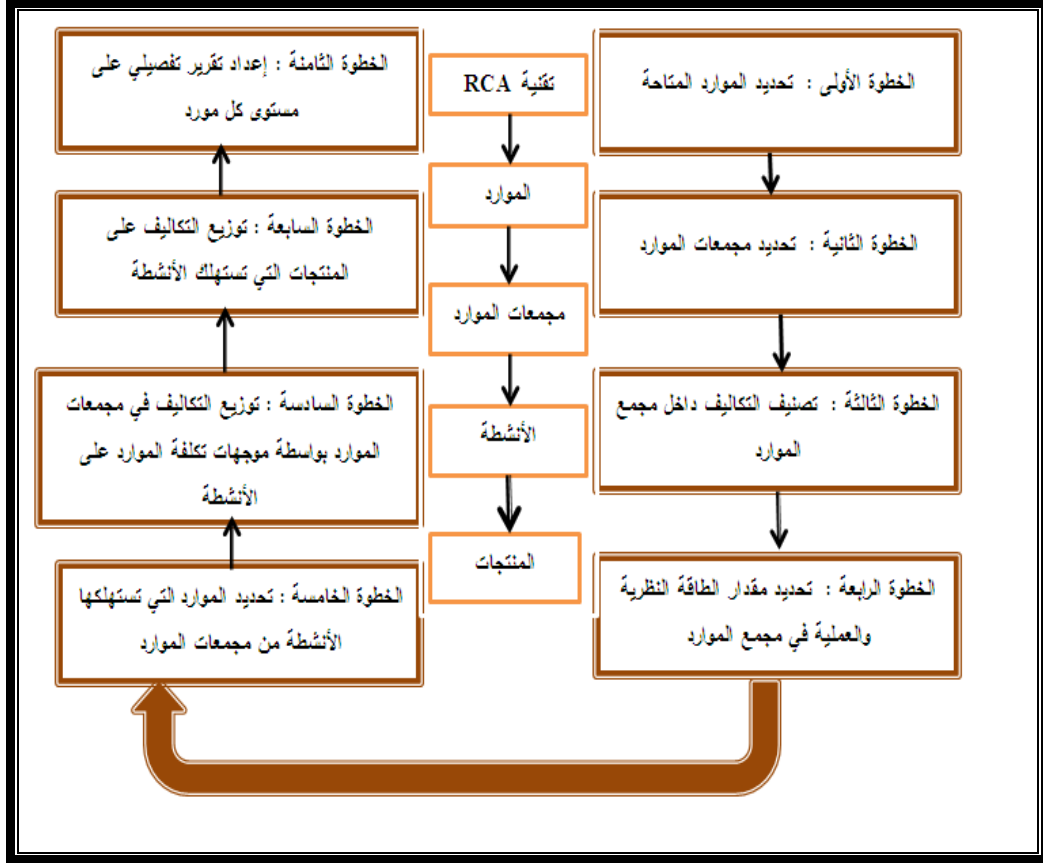 الخطوة الأولى : تحديد الموارد المتاحة
الخطوة الثانية : تحديد مجمعات الموارد
الخطوة الثالثة : تصنيف التكاليف داخل مجمع
الموارد
الخطوة الرابعة : تحديد مقدار الطاقة النظرية
والعملية في مجمع الموارد
تقنية RCA
الموارد
مجمعات الموارد
الأنشطة
المنتجات
الخطوة الخامسة : تحديد الموارد التي تستهلكها
الأنشطة من مجمعات الموارد
الخطوة السادسة : توزيع التكاليف في مجمعات
الموارد بواسطة موجهات تكلفة الموارد على
الأنشطة
الخطوة السابعة : توزيع التكاليف على
المنتجات التي تستهلك الأنشطة
الخطوة الثامنة : إعداد تقرير تفصيلي على
مستوى كل مورد